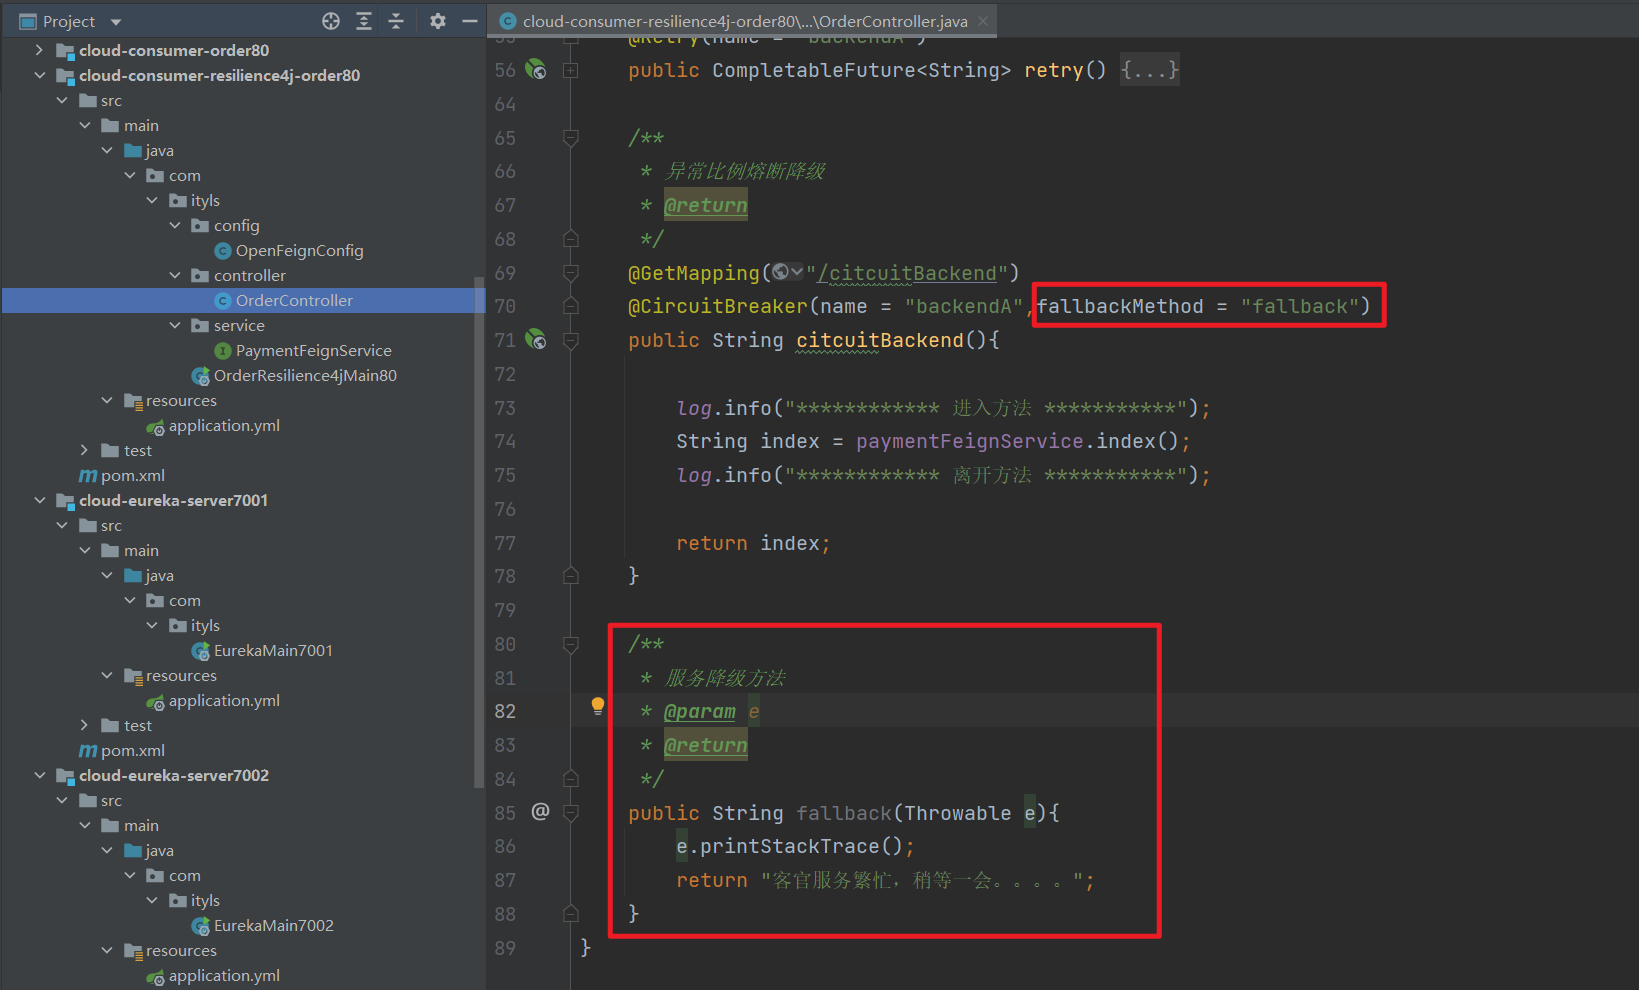 Project
cloud-consumer-order80
cloud-consumer-resilience4j-order80
src
main
java
com
ityls
config
OpenFeignConfig
controller
OrderController
service
PaymentFeignService
OrderResilience4jMain80
resources
application.yml
test
pom.xml
cloud-eureka-server7001
src
main
java
com
ityls
EurekaMain7001
resources
application.yml
test
pom.xml
cloud-eureka-server7002
src
main
java
com
ityls
EurekaMain7002
resources
application.yml
cloud-consumer-resilience4j-order80\...\OrderController.java
55 @Retry(name = "backendA")
56 public CompletableFuture<String> retry() {...}
64
65 /**
66 * 异常比例熔断降级
67 * @return
68 */
69 @GetMapping("/citcuitBackend")
70 @CircuitBreaker(name = "backendA",fallbackMethod = "fallback")
71 public String citcuitBackend(){
72
73 log.info("************ 进入方法 ***********");
74 String index = paymentFeignService.index();
75 log.info("************ 离开方法 ***********");
76
77 return index;
78 }
79
80 /**
81 * 服务降级方法
82 * @param e
83 * @return
84 */
85 @ public String fallback(Throwable e){
86 e.printStackTrace();
87 return "客官服务繁忙，稍等一会。。。。";
88 }
89 }